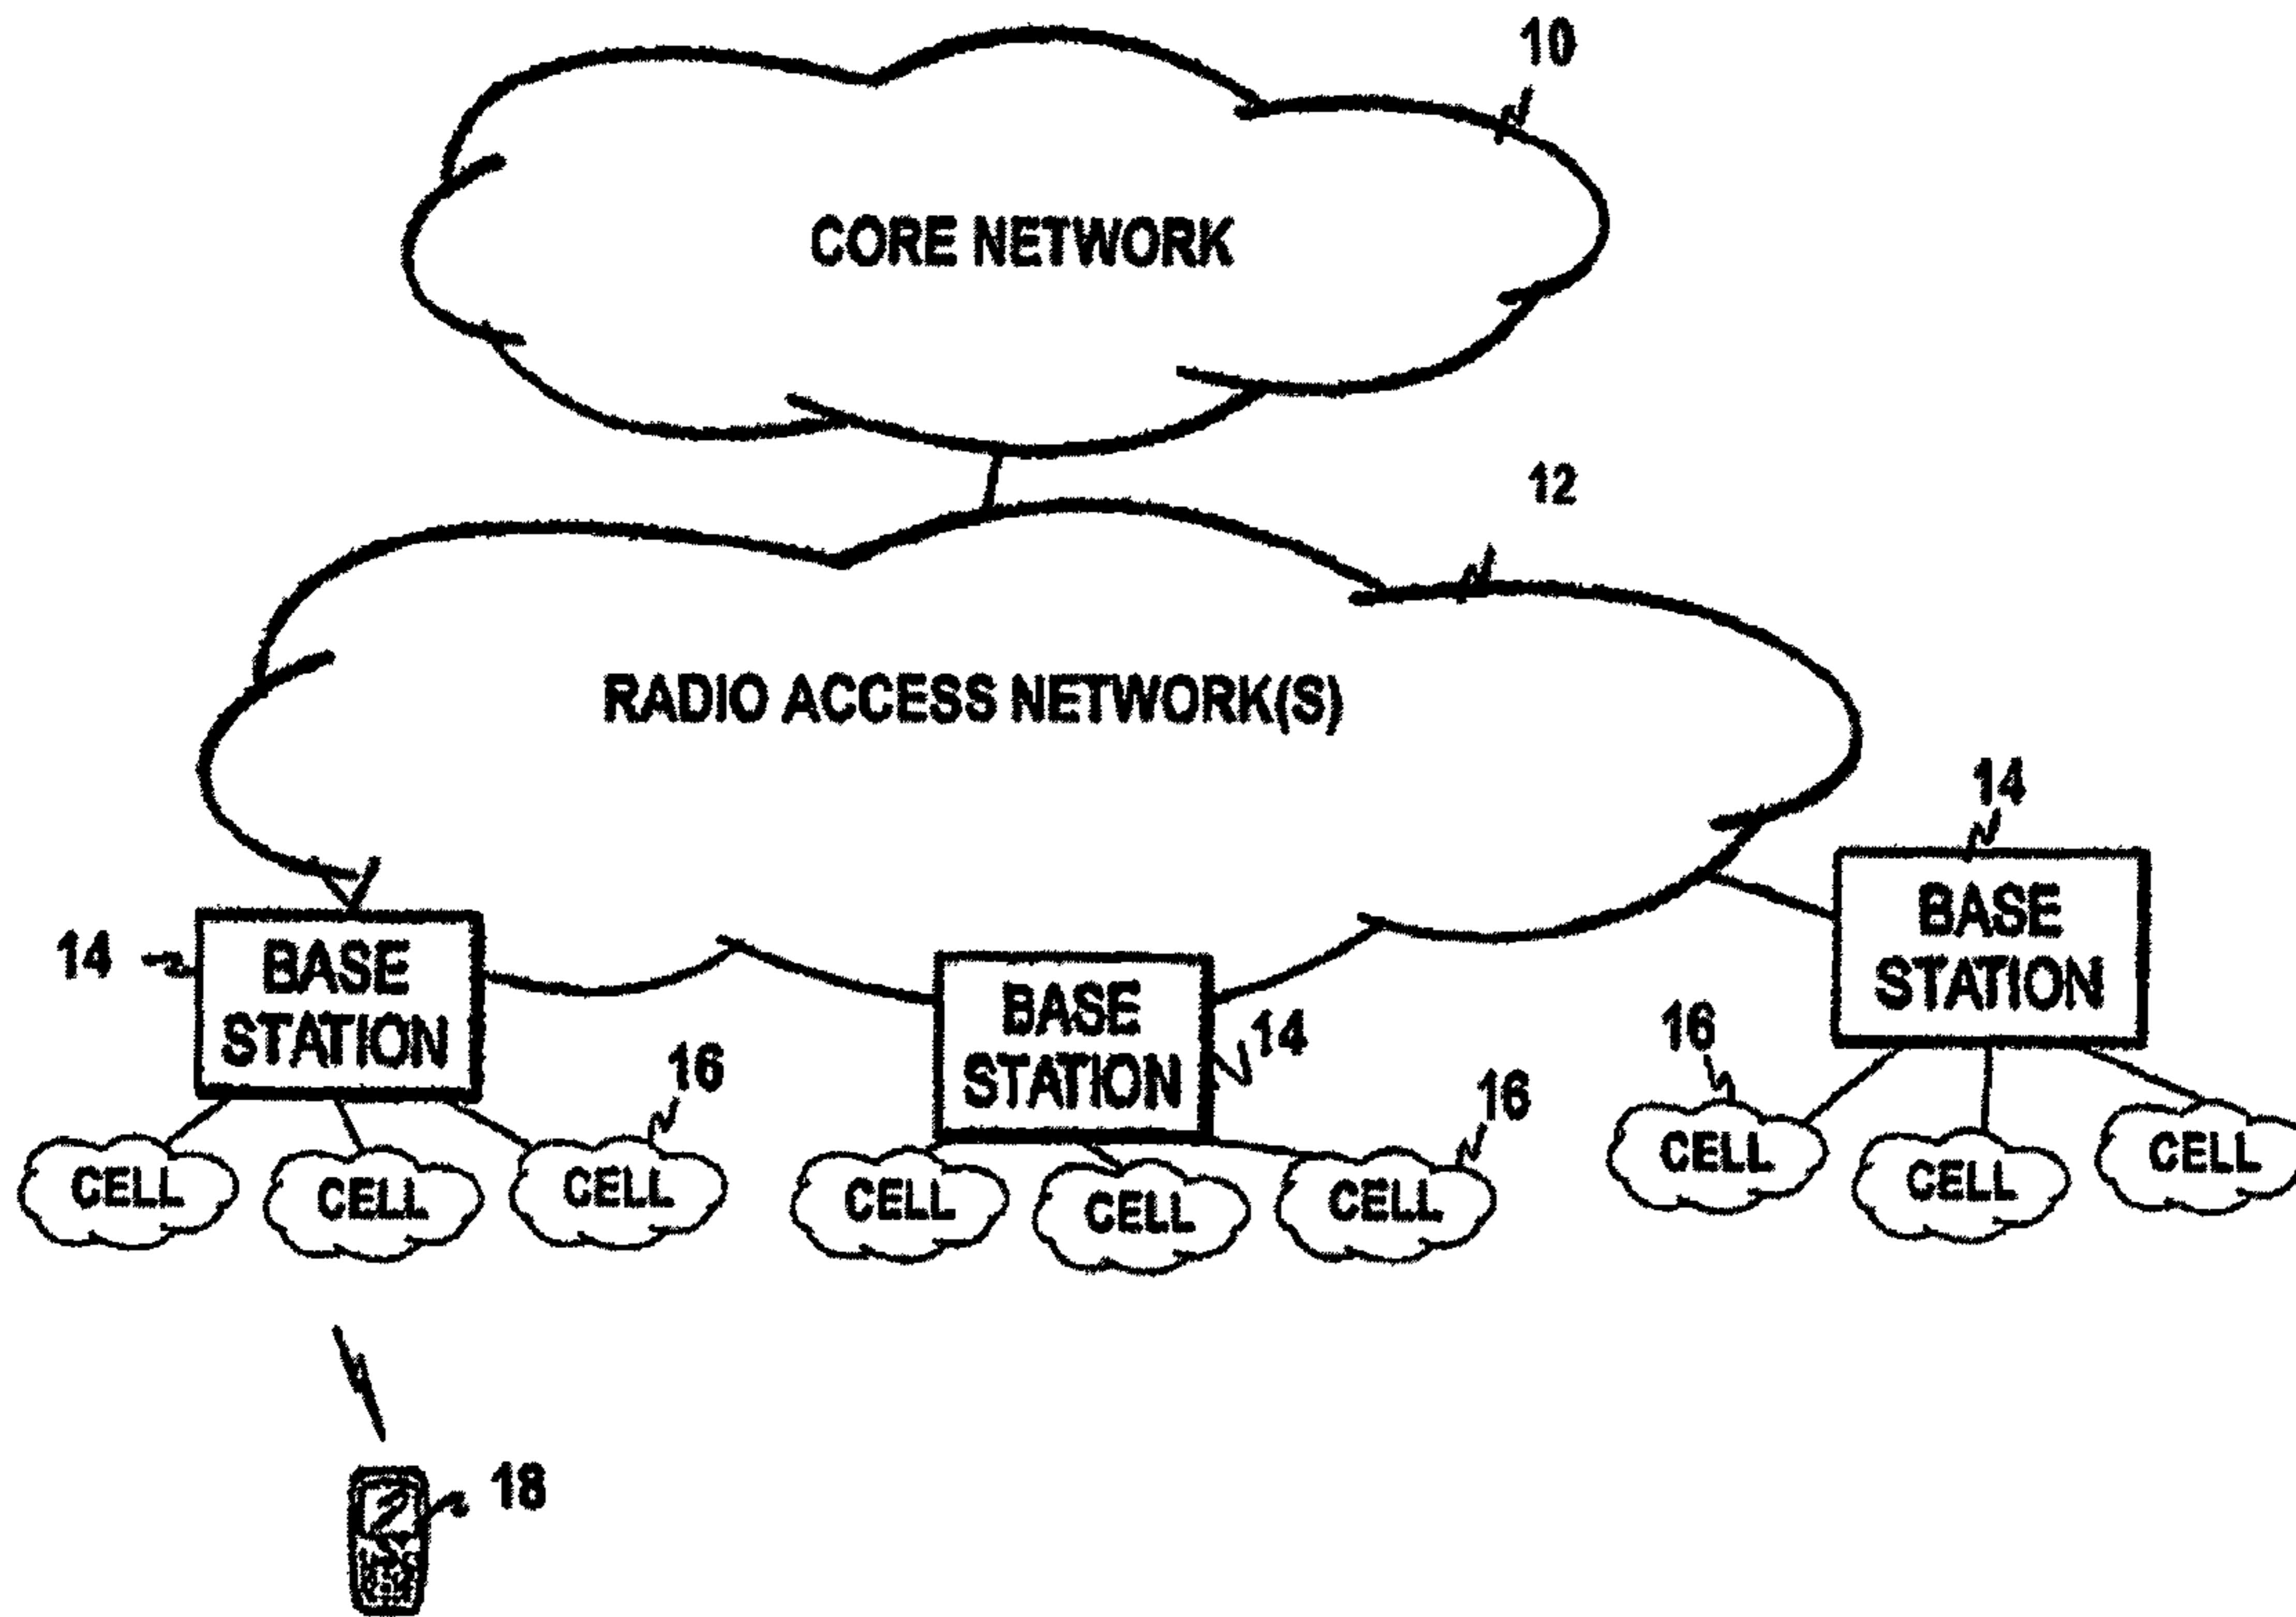 10
CORE NETWORK
12
RADIO ACCESS NETWORK(S)
14
BASE
STATION
14
BASE
STATION
BASE
STATION
14
16
16
16
CELL
CELL
CELL
CELL
CELL
CELL
CELL
CELL
CELL
18